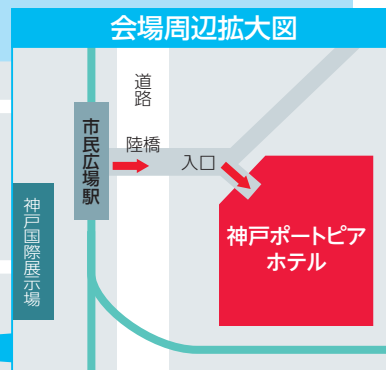 会場周辺拡大図
道路
市民広場駅
陸橋
入口
神戸国際展示場
神戸ポートピア
ホテル